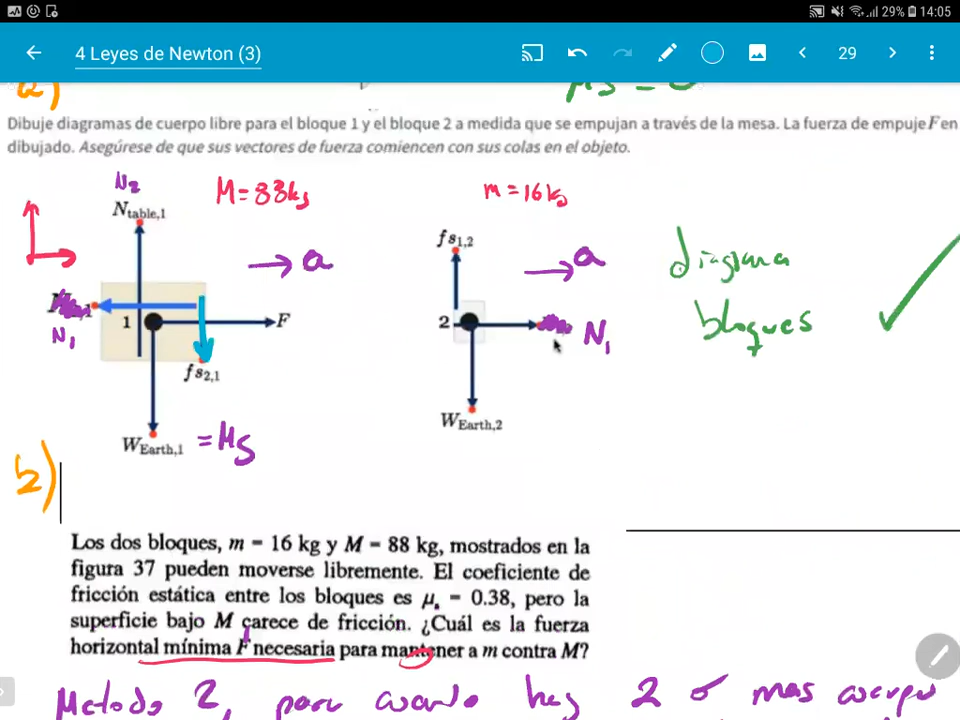 29% 14:05
4 Leyes de Newton (3)
29
a)
Dibuje diagramas de cuerpo libre para el bloque 1 y el bloque 2 a medida que se empujan a través de la mesa. La fuerza de empuje F en
dibujado. Asegúrese de que sus vectores de fuerza comiencen con sus colas en el objeto.
N2
Ntable,1
M=88kg
m=16kg
fs1,2
a
a
diagrama
bloques
1
F
N1
2
N1
fs2,1
WEarth,1 = Mg
WEarth,2
2)
Los dos bloques, m = 16 kg y M = 88 kg, mostrados en la
figura 37 pueden moverse libremente. El coeficiente de
fricción estática entre los bloques es μs = 0.38, pero la
superficie bajo M carece de fricción. ¿Cuál es la fuerza
horizontal mínima F necesaria para mantener a m contra M?
Metodo 2, para cuando hay 2 o mas cuerpo